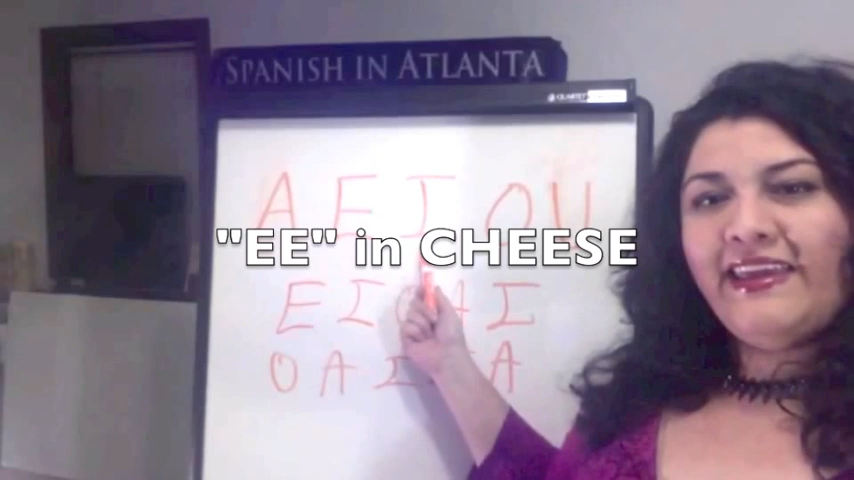 SPANISH IN ATLANTA
A E I O U
"EE" in CHEESE
E I A I
O A I A